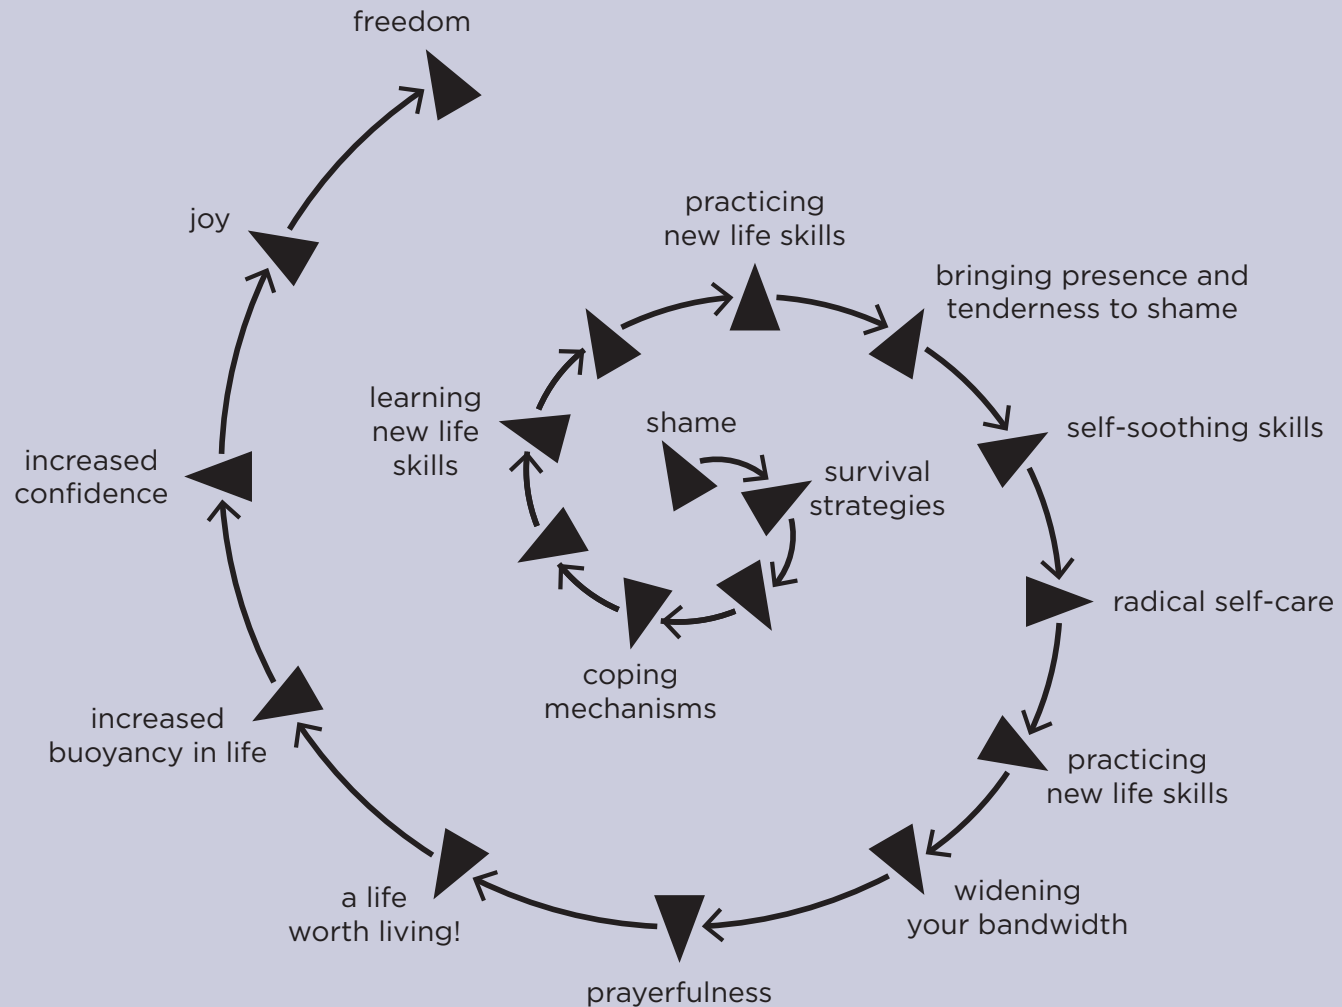 freedom
joy
practicing
new life skills
bringing presence and
tenderness to shame
learning
new life
skills
shame
self-soothing skills
survival
strategies
increased
confidence
radical self-care
coping
mechanisms
increased
buoyancy in life
practicing
new life skills
a life
worth living!
widening
your bandwidth
prayerfulness